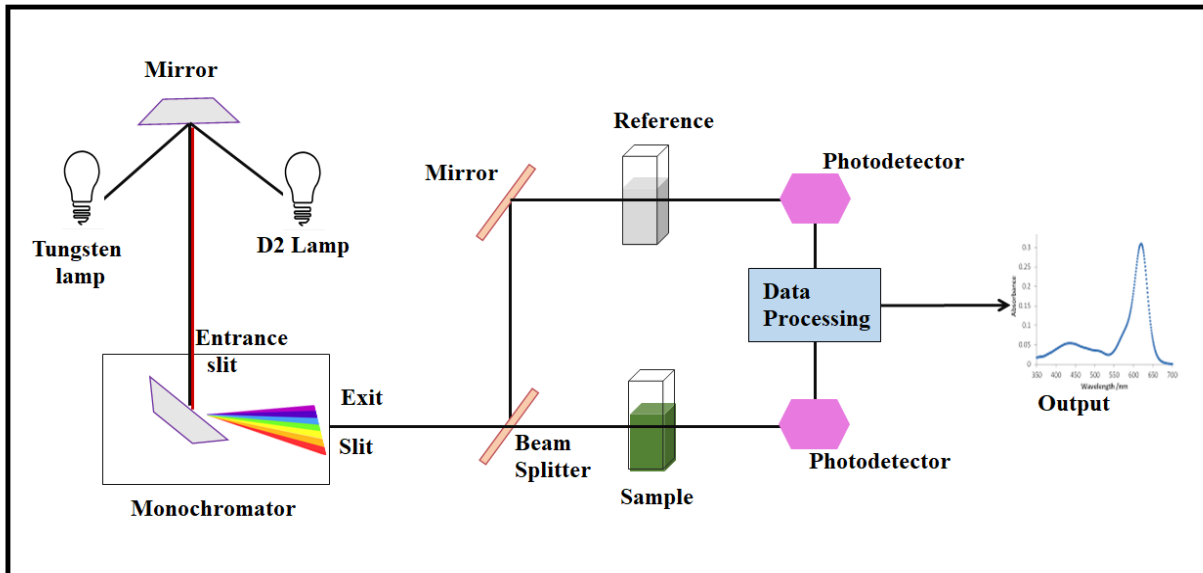 Mirror
Tungsten
lamp
D2 Lamp
Entrance
slit
Exit
Slit
Monochromator
Mirror
Beam
Splitter
Reference
Sample
Photodetector
Data
Processing
Photodetector
Absorbance
0.3
0.25
0.2
0.15
0.1
0.05
0
350 400 450 500 550 600 650 700
Wavelength /nm
Output